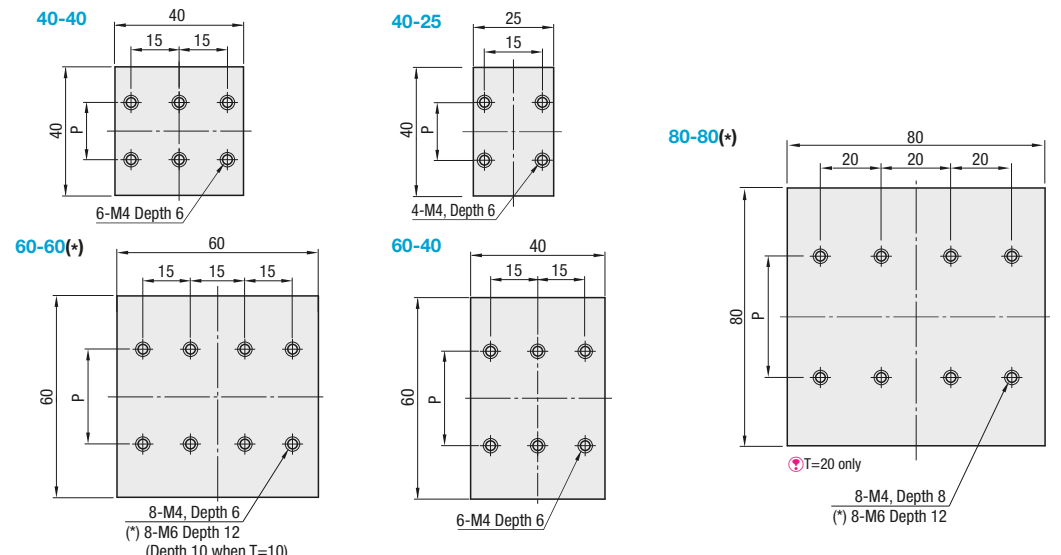 40-40
40
15 15
40
P
6-M4 Depth 6
40-25
25
15
40
P
4-M4, Depth 6
80-80(*)
80
20 20 20
80
P
T=20 only
8-M4, Depth 8
(*) 8-M6 Depth 12
60-60(*)
60
15 15 15
60
P
8-M4, Depth 6
(*) 8-M6 Depth 12
(Depth 10 when T=10)
60-40
40
15 15
60
P
6-M4 Depth 6